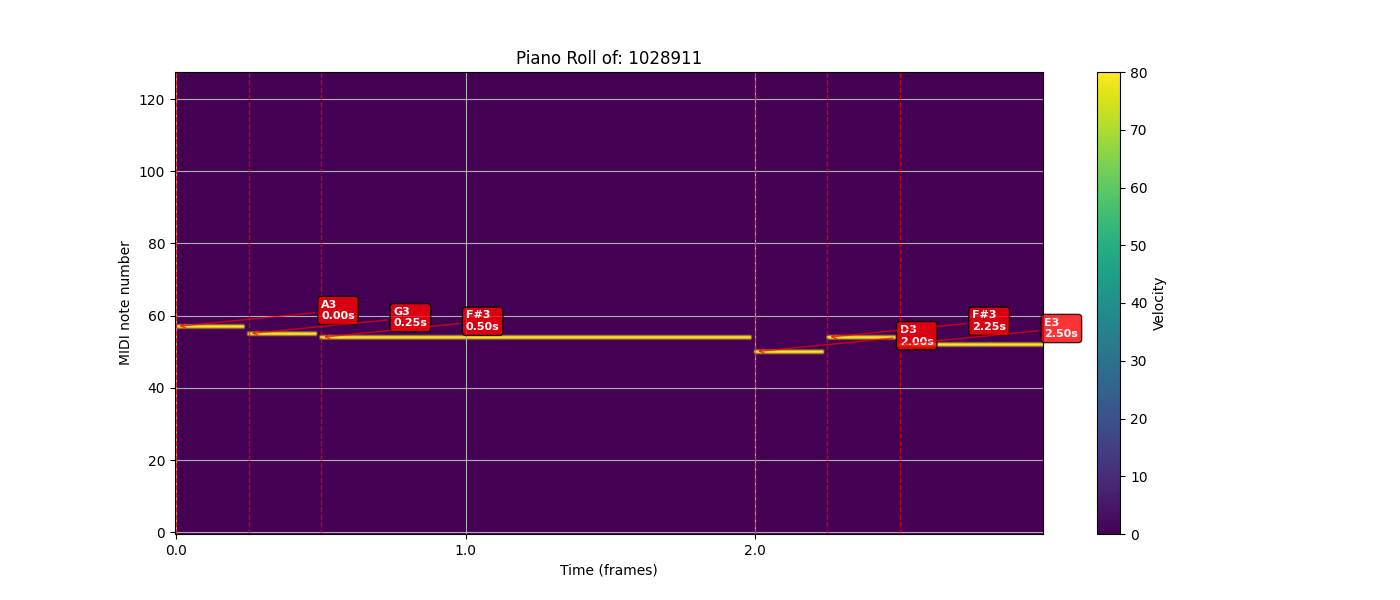 Piano Roll of: 1028911
MIDI note number
120
100
80
60
40
20
0
A3
0.00s
G3
0.25s
F#3
0.50s
D3
2.00s
F#3
2.25s
E3
2.50s
0.0
1.0
2.0
Time (frames)
80
70
60
50
40
30
20
10
0
Velocity